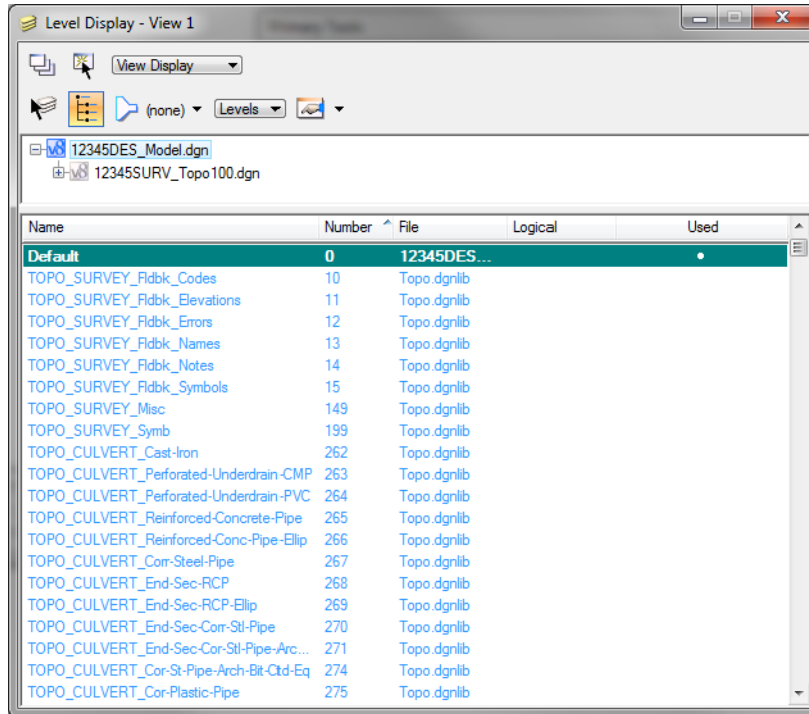 Level Display - View 1
View Display
(none) Levels
12345DES_Model.dgn
12345SURV_Topo100.dgn
Name Number File Logical Used
Default 0 12345DES...
TOPO_SURVEY_Fldbk_Codes 10 Topo.dgnlib
TOPO_SURVEY_Fldbk_Elevations 11 Topo.dgnlib
TOPO_SURVEY_Fldbk_Errors 12 Topo.dgnlib
TOPO_SURVEY_Fldbk_Names 13 Topo.dgnlib
TOPO_SURVEY_Fldbk_Notes 14 Topo.dgnlib
TOPO_SURVEY_Fldbk_Symbols 15 Topo.dgnlib
TOPO_SURVEY_Misc 149 Topo.dgnlib
TOPO_SURVEY_Symb 199 Topo.dgnlib
TOPO_CULVERT_Cast-Iron 262 Topo.dgnlib
TOPO_CULVERT_Perforated-Underdrain-CMP 263 Topo.dgnlib
TOPO_CULVERT_Perforated-Underdrain-PVC 264 Topo.dgnlib
TOPO_CULVERT_Reinforced-Concrete-Pipe 265 Topo.dgnlib
TOPO_CULVERT_Reinforced-Conc-Pipe-Ellip 266 Topo.dgnlib
TOPO_CULVERT_Corr-Steel-Pipe 267 Topo.dgnlib
TOPO_CULVERT_End-Sec-RCP 268 Topo.dgnlib
TOPO_CULVERT_End-Sec-RCP-Ellip 269 Topo.dgnlib
TOPO_CULVERT_End-Sec-Corr-Stl-Pipe 270 Topo.dgnlib
TOPO_CULVERT_End-Sec-Cor-Stl-Pipe-Arc... 271 Topo.dgnlib
TOPO_CULVERT_Cor-St-Pipe-Arch-Bit-Ctd-Eq 274 Topo.dgnlib
TOPO_CULVERT_Cor-Plastic-Pipe 275 Topo.dgnlib